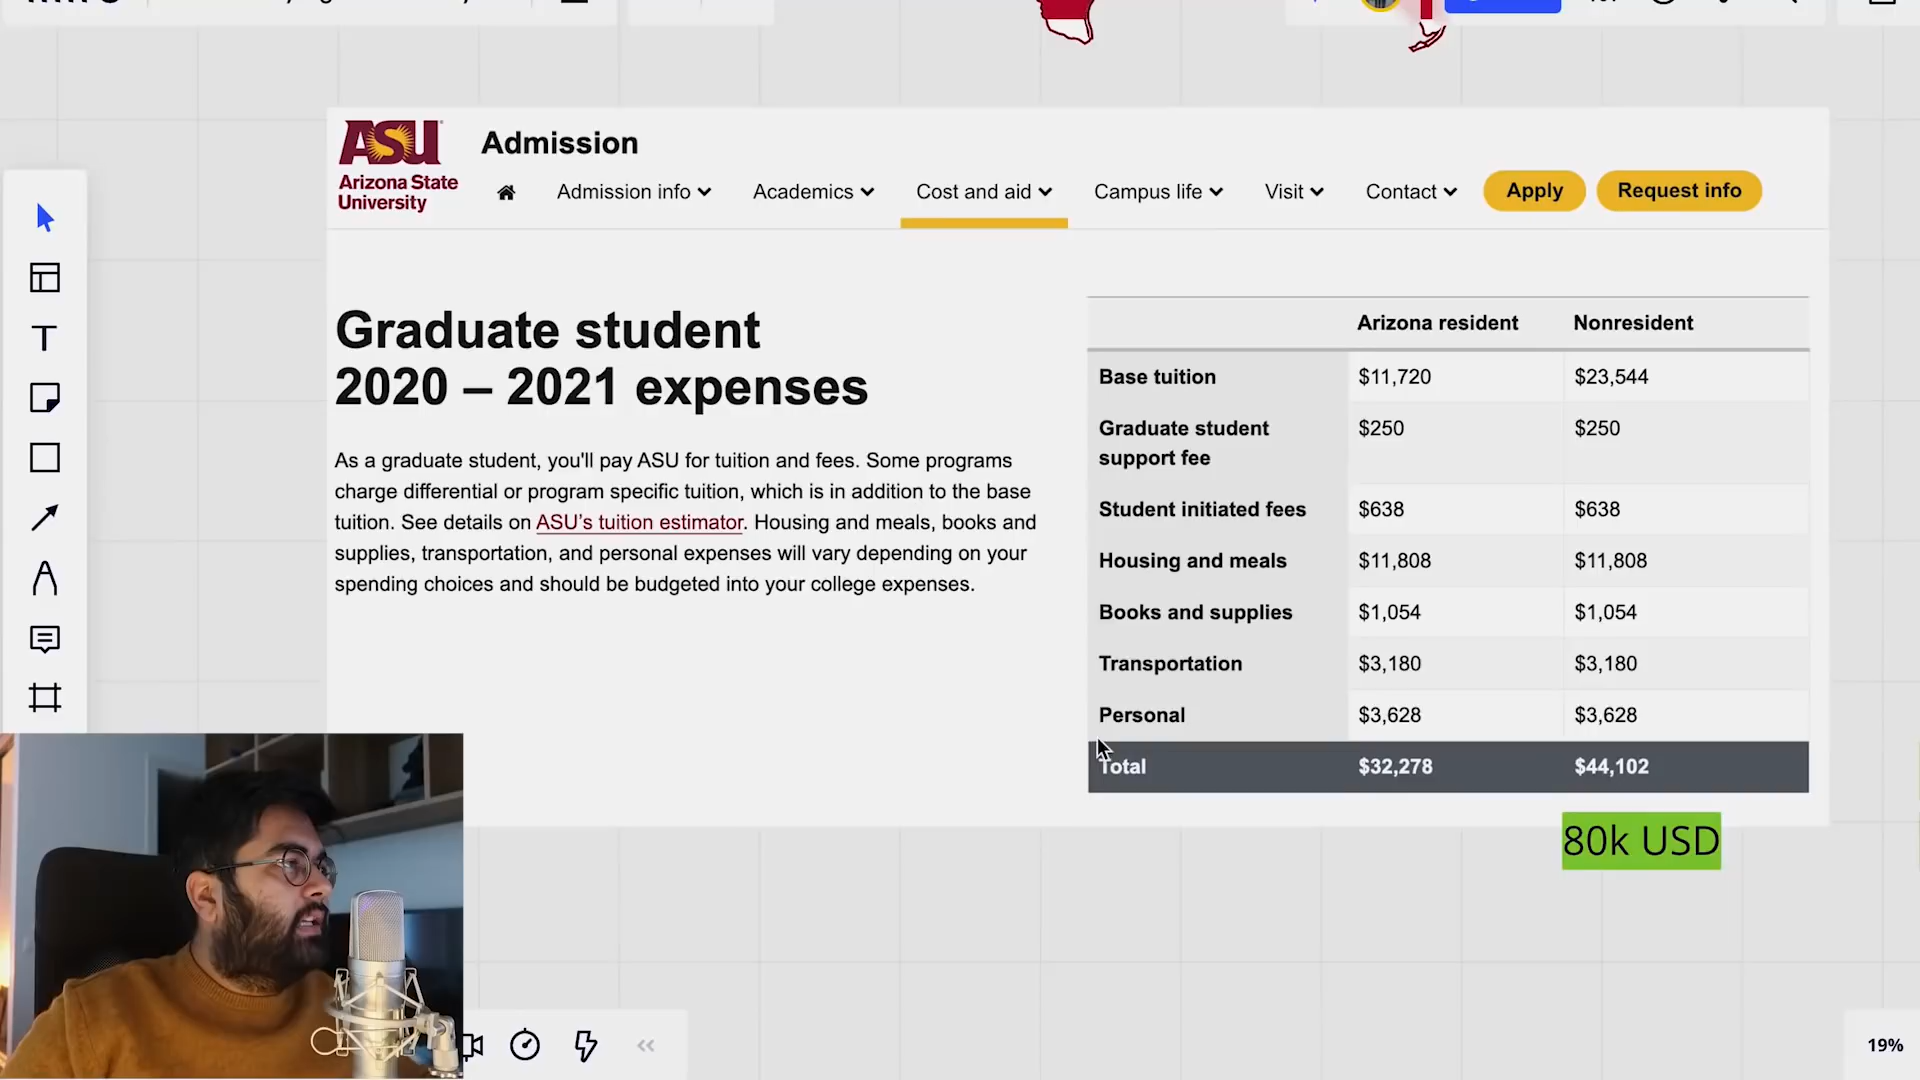 ASU
Arizona State
University
Admission
Admission info
Academics
Cost and aid
Campus life
Visit
Contact
Apply
Request info
Graduate student
2020 – 2021 expenses
As a graduate student, you'll pay ASU for tuition and fees. Some programs
charge differential or program specific tuition, which is in addition to the base
tuition. See details on ASU's tuition estimator. Housing and meals, books and
supplies, transportation, and personal expenses will vary depending on your
spending choices and should be budgeted into your college expenses.
Arizona resident Nonresident
Base tuition $11,720 $23,544
Graduate student
support fee $250 $250
Student initiated fees $638 $638
Housing and meals $11,808 $11,808
Books and supplies $1,054 $1,054
Transportation $3,180 $3,180
Personal $3,628 $3,628
Total $32,278 $44,102
80k USD
19%